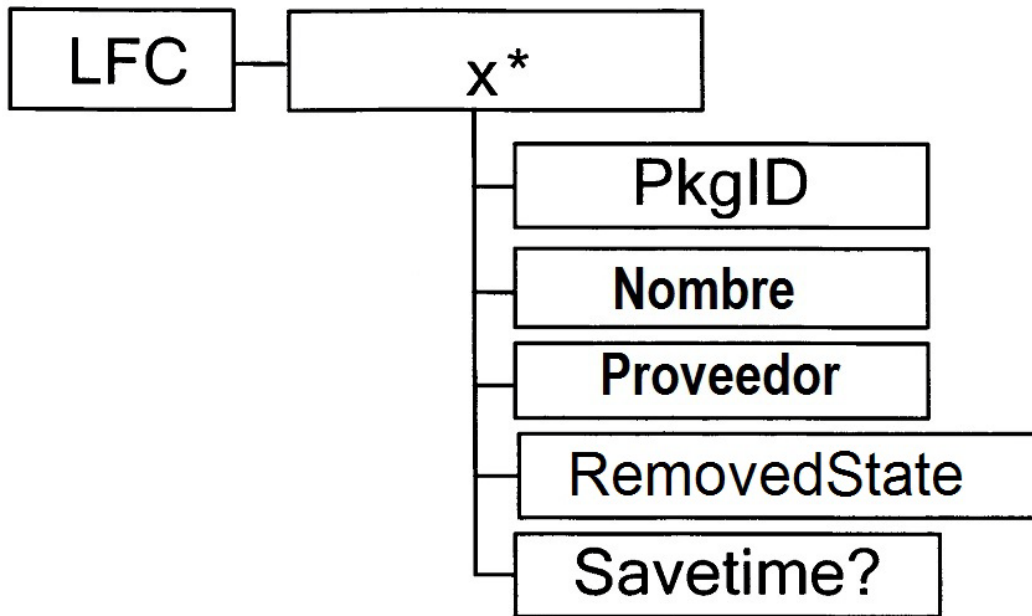 LFC
x*
PkgID
Nombre
Proveedor
RemovedState
Savetime?